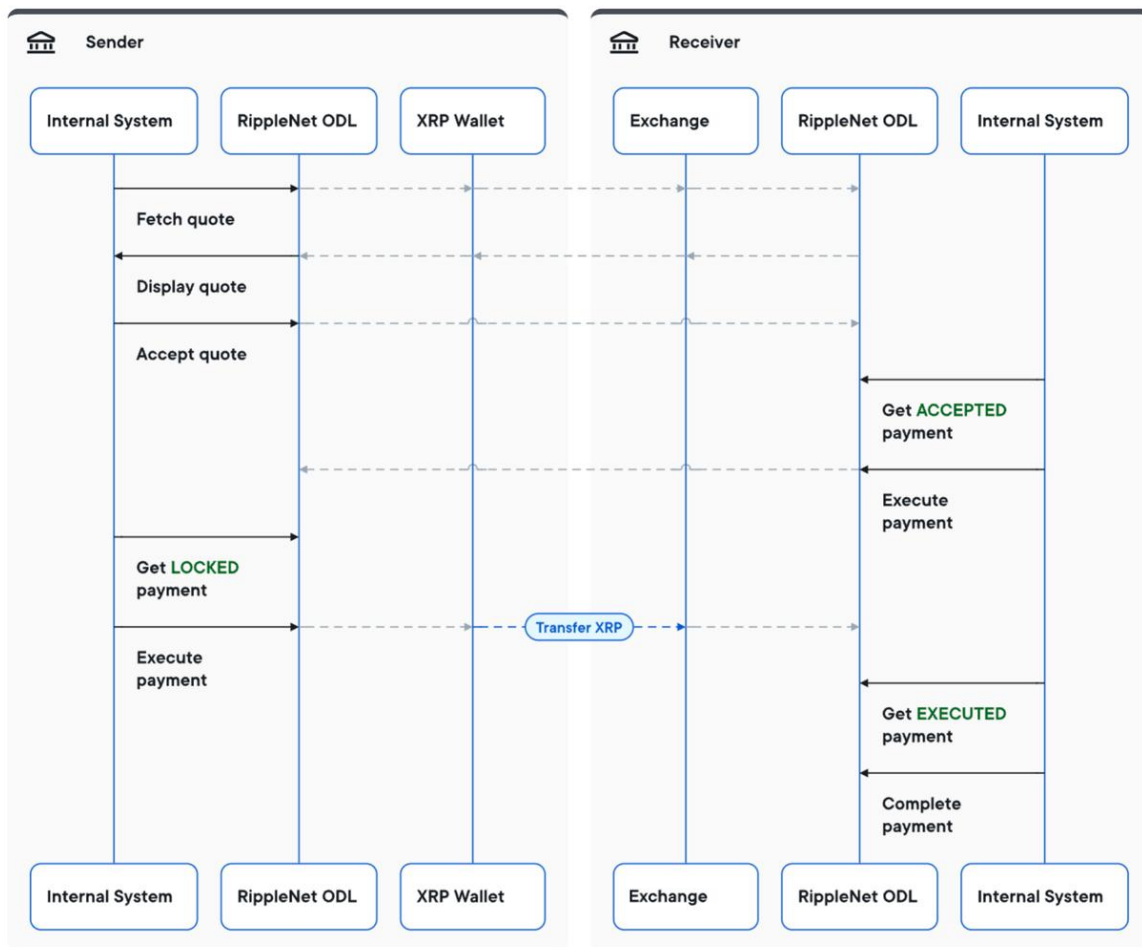 Sender
Receiver
Internal System
RippleNet ODL
XRP Wallet
Exchange
RippleNet ODL
Internal System
Fetch quote
Display quote
Accept quote
Get ACCEPTED
payment
Execute
payment
Get LOCKED
payment
Transfer XRP
Execute
payment
Get EXECUTED
payment
Complete
payment
Internal System
RippleNet ODL
XRP Wallet
Exchange
RippleNet ODL
Internal System